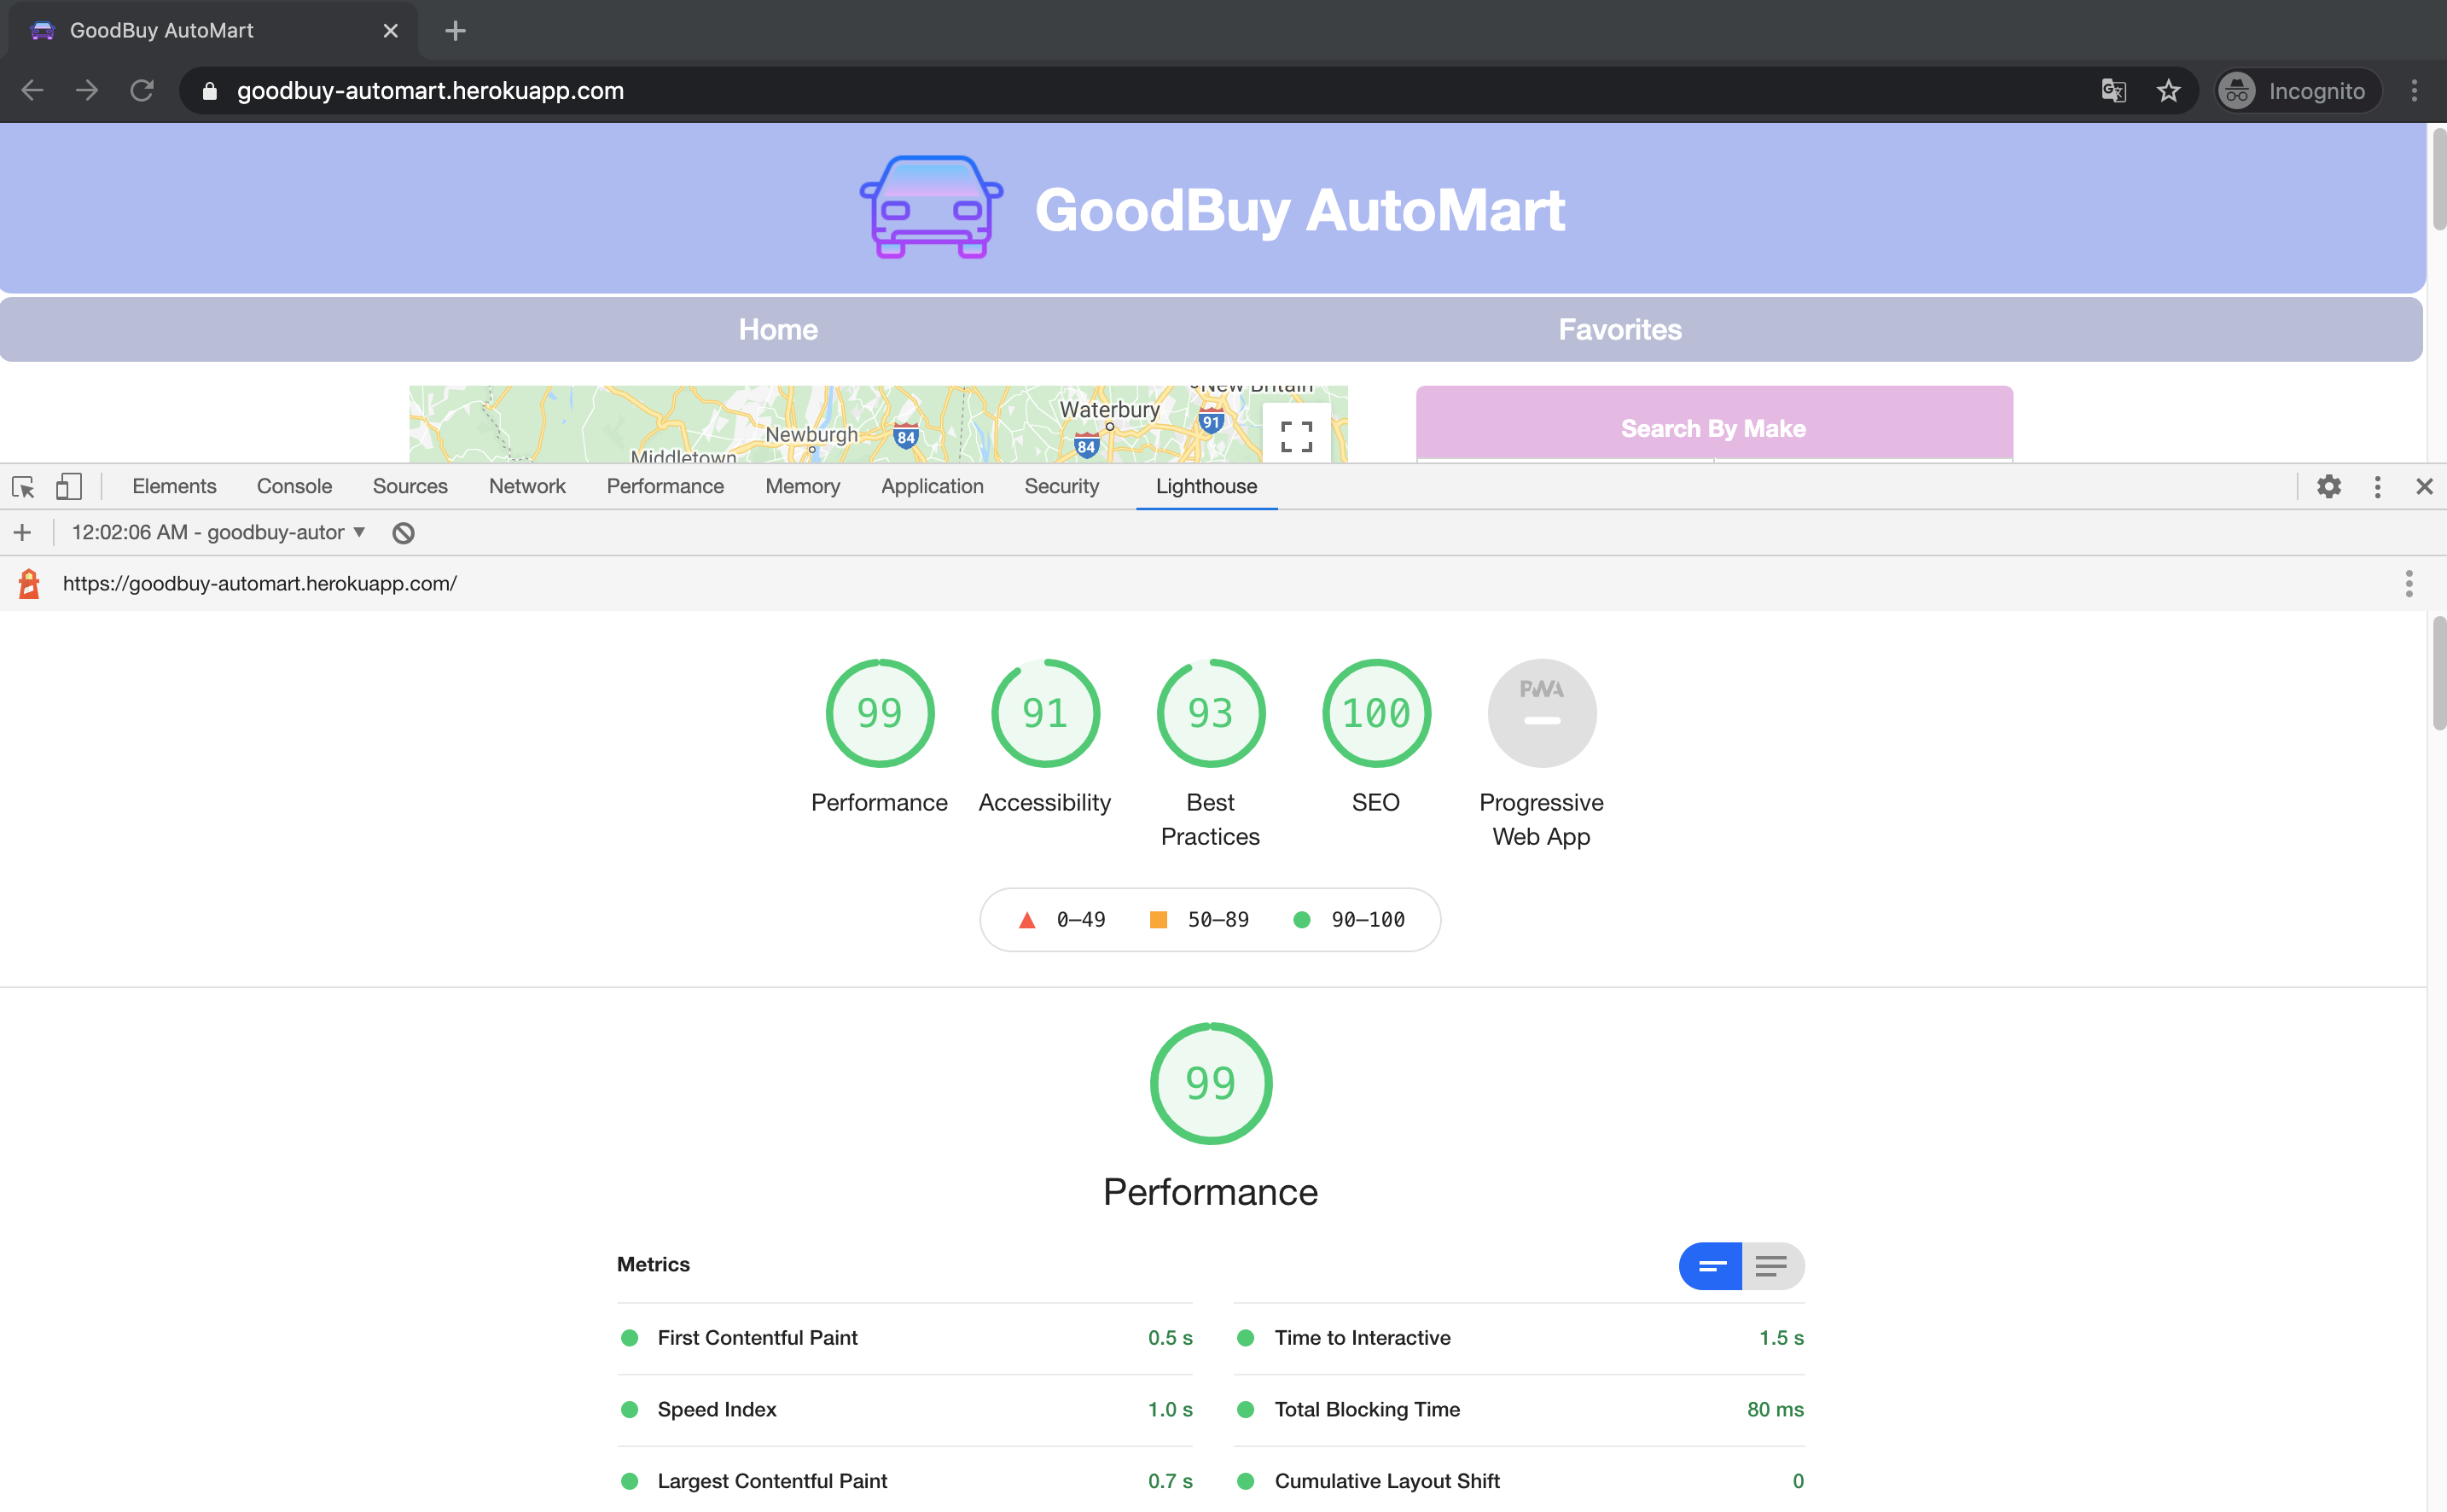 GoodBuy AutoMart
goodbuy-automart.herokuapp.com
Incognito
GoodBuy AutoMart
Home Favorites
New Britain
Waterbury
91
Newburgh 84
84
Middletown
Search By Make
Elements Console Sources Network Performance Memory Application Security Lighthouse
12:02:06 AM - goodbuy-autor
https://goodbuy-automart.herokuapp.com/
99 91 93 100 PWA
Performance Accessibility Best Practices SEO Progressive Web App
0–49 50–89 90–100
99
Performance
Metrics
First Contentful Paint 0.5 s
Time to Interactive 1.5 s
Speed Index 1.0 s
Total Blocking Time 80 ms
Largest Contentful Paint 0.7 s
Cumulative Layout Shift 0